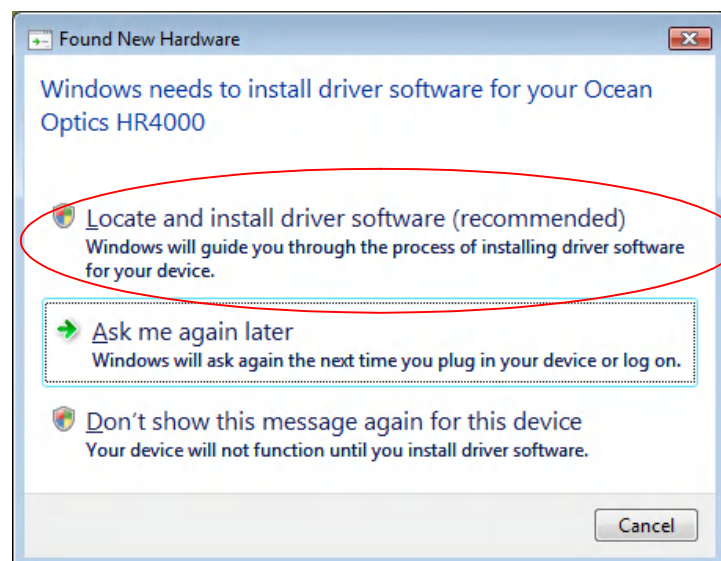 Found New Hardware
Windows needs to install driver software for your Ocean
Optics HR4000
Locate and install driver software (recommended)
Windows will guide you through the process of installing driver software
for your device.
Ask me again later
Windows will ask again the next time you plug in your device or log on.
Don't show this message again for this device
Your device will not function until you install driver software.
Cancel